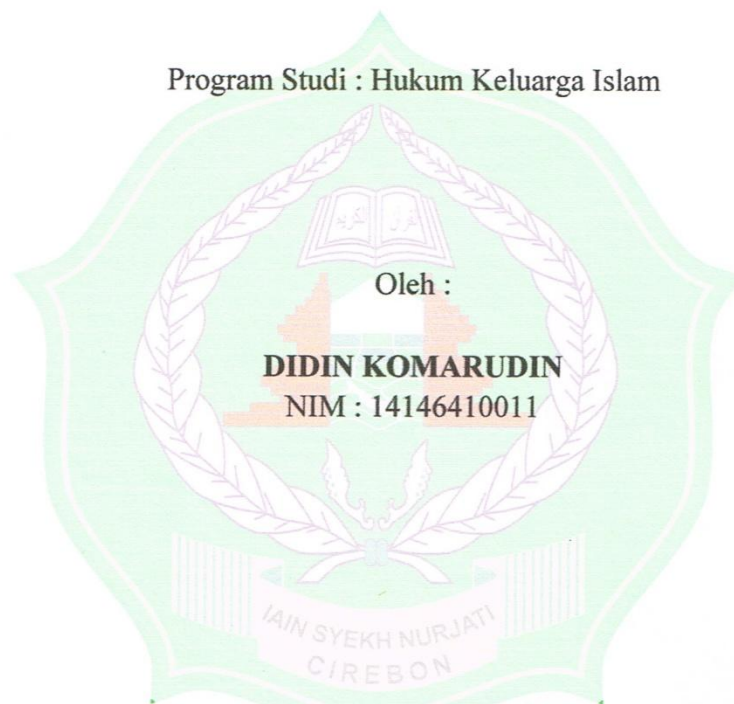 Program Studi : Hukum Keluarga Islam
Oleh :
DIDIN KOMARUDIN
NIM : 14146410011
IAIN SYEKH NURJATI
CIREBON